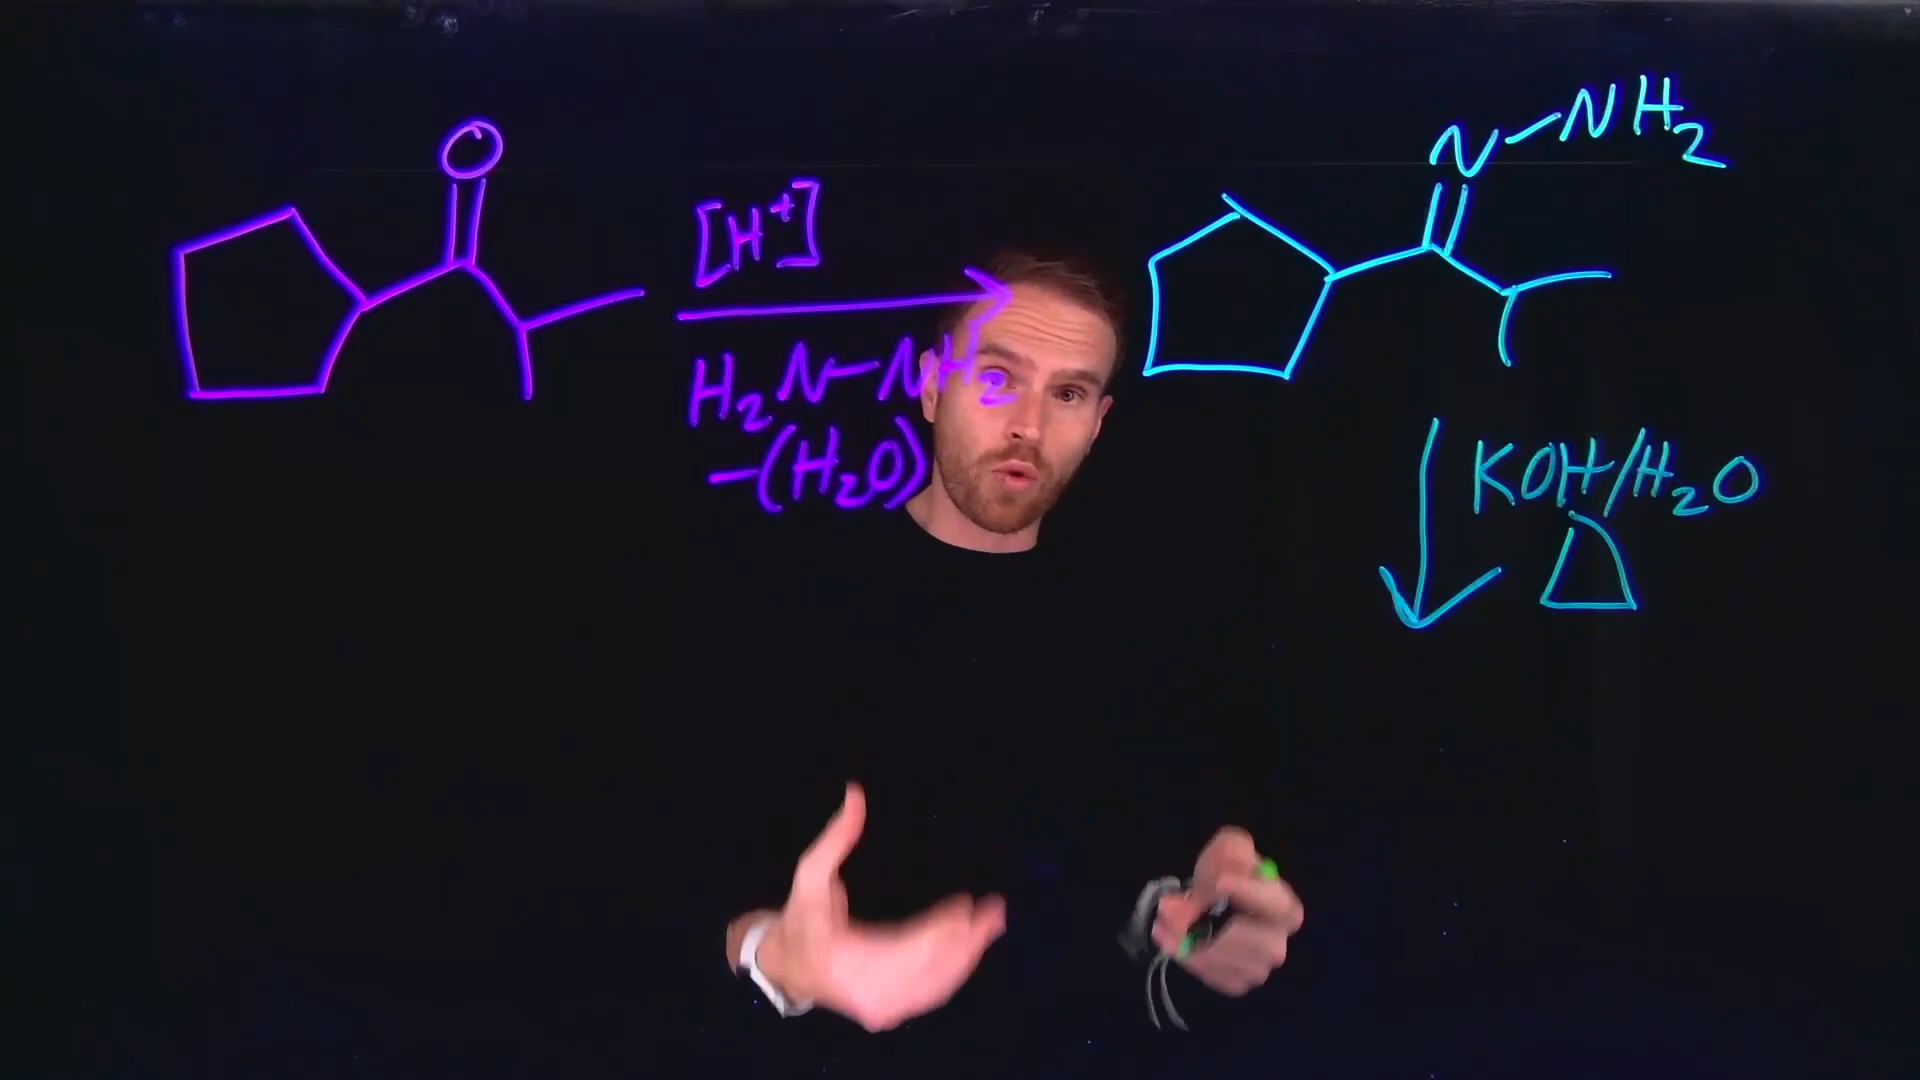 O
[H⁺]
H₂N-NH₂
-(H₂O)
N-NH₂
KOH/H₂O
Δ